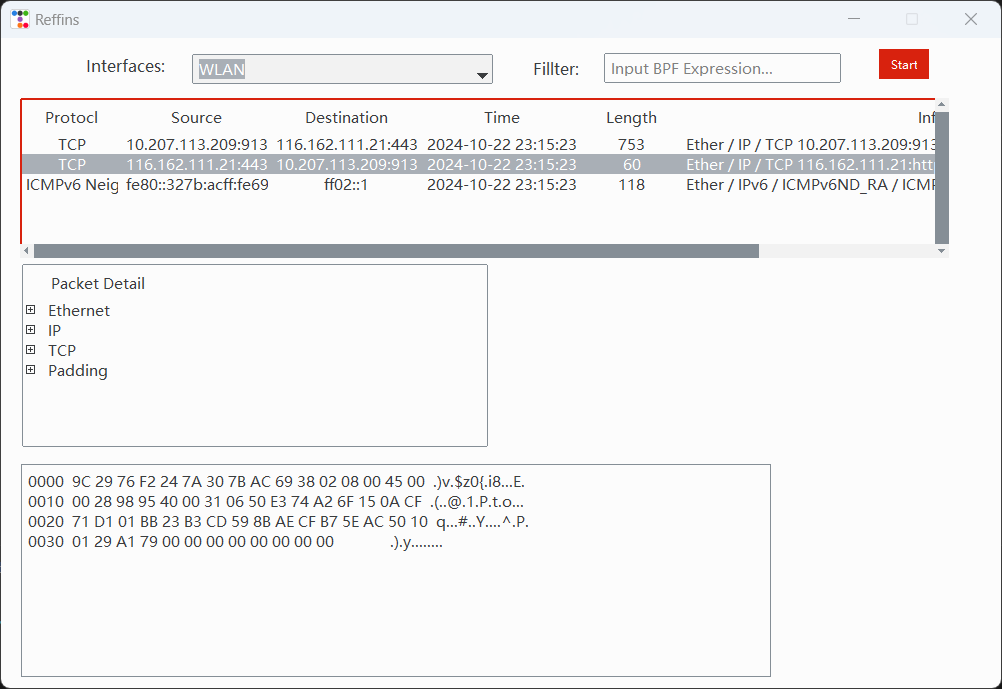 Reffins
Interfaces: WLAN Fillter: Input BPF Expression... Start
Protocl Source Destination Time Length Inf
TCP 10.207.113.209:913 116.162.111.21:443 2024-10-22 23:15:23 753 Ether / IP / TCP 10.207.113.209:913
TCP 116.162.111.21:443 10.207.113.209:913 2024-10-22 23:15:23 60 Ether / IP / TCP 116.162.111.21:htt
ICMPv6 Neig fe80::327b:acff:fe69 ff02::1 2024-10-22 23:15:23 118 Ether / IPv6 / ICMPv6ND_RA / ICMP
Packet Detail
Ethernet
IP
TCP
Padding
0000 9C 29 76 F2 24 7A 30 7B AC 69 38 02 08 00 45 00 .)v.$z0{.i8...E.
0010 00 28 98 95 40 00 31 06 50 E3 74 A2 6F 15 0A CF .(..@.1.P.t.o...
0020 71 D1 01 BB 23 B3 CD 59 8B AE CF B7 5E AC 50 10 q...#..Y....^.P.
0030 01 29 A1 79 00 00 00 00 00 00 00 00 .).y........